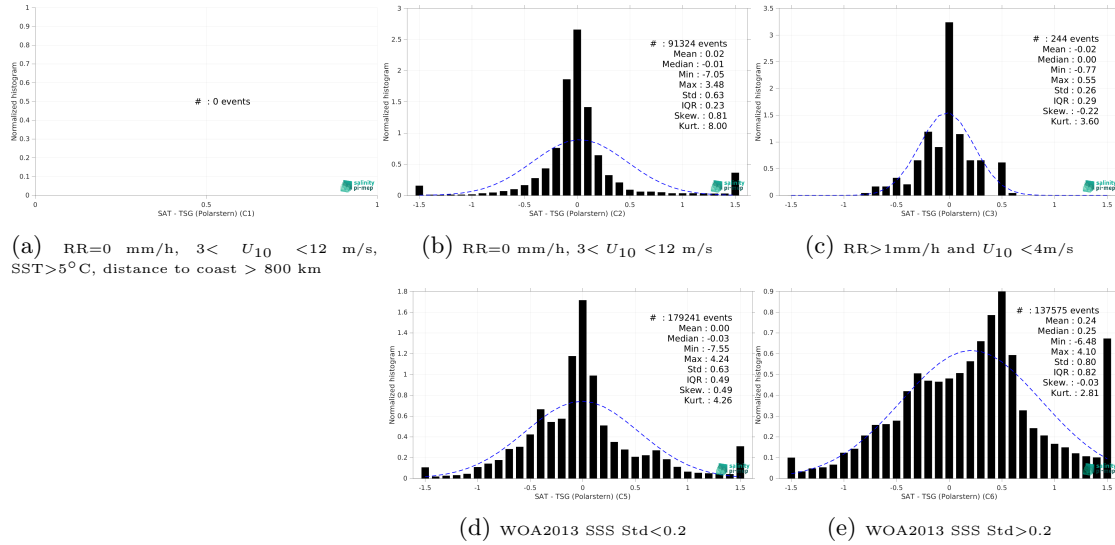 1
0.8
0.6
0.4
0.2
0
Normalized histogram
# : 0 events
0 0.5 1
SAT - TSG (Polarstern) (C1)
salinity
pi-mep
(a) RR=0 mm/h, 3< U10 <12 m/s,
SST>5°C, distance to coast > 800 km
3
2.5
2
1.5
1
0.5
0
Normalized histogram
# : 91324 events
Mean : 0.02
Median : -0.01
Min : -7.05
Max : 3.48
Std : 0.63
IQR : 0.23
Skew. : 0.81
Kurt. : 8.00
-1.5 -1 -0.5 0 0.5 1 1.5
SAT - TSG (Polarstern) (C2)
salinity
pi-mep
(b) RR=0 mm/h, 3< U10 <12 m/s
3.5
3
2.5
2
1.5
1
0.5
0
Normalized histogram
# : 244 events
Mean : -0.02
Median : 0.00
Min : -0.77
Max : 0.55
Std : 0.26
IQR : 0.29
Skew. : -0.22
Kurt. : 3.60
-1.5 -1 -0.5 0 0.5 1 1.5
SAT - TSG (Polarstern) (C3)
salinity
pi-mep
(c) RR>1mm/h and U10 <4m/s
1.8
1.6
1.4
1.2
1
0.8
0.6
0.4
0.2
0
Normalized histogram
# : 179241 events
Mean : 0.00
Median : -0.03
Min : -7.55
Max : 4.24
Std : 0.63
IQR : 0.49
Skew. : 0.49
Kurt. : 4.26
-1.5 -1 -0.5 0 0.5 1 1.5
SAT - TSG (Polarstern) (C5)
salinity
pi-mep
(d) WOA2013 SSS Std<0.2
0.9
0.8
0.7
0.6
0.5
0.4
0.3
0.2
0.1
0
Normalized histogram
# : 137575 events
Mean : 0.24
Median : 0.25
Min : -6.48
Max : 4.10
Std : 0.80
IQR : 0.82
Skew. : -0.03
Kurt. : 2.81
-1.5 -1 -0.5 0 0.5 1 1.5
SAT - TSG (Polarstern) (C6)
(e) WOA2013 SSS Std>0.2